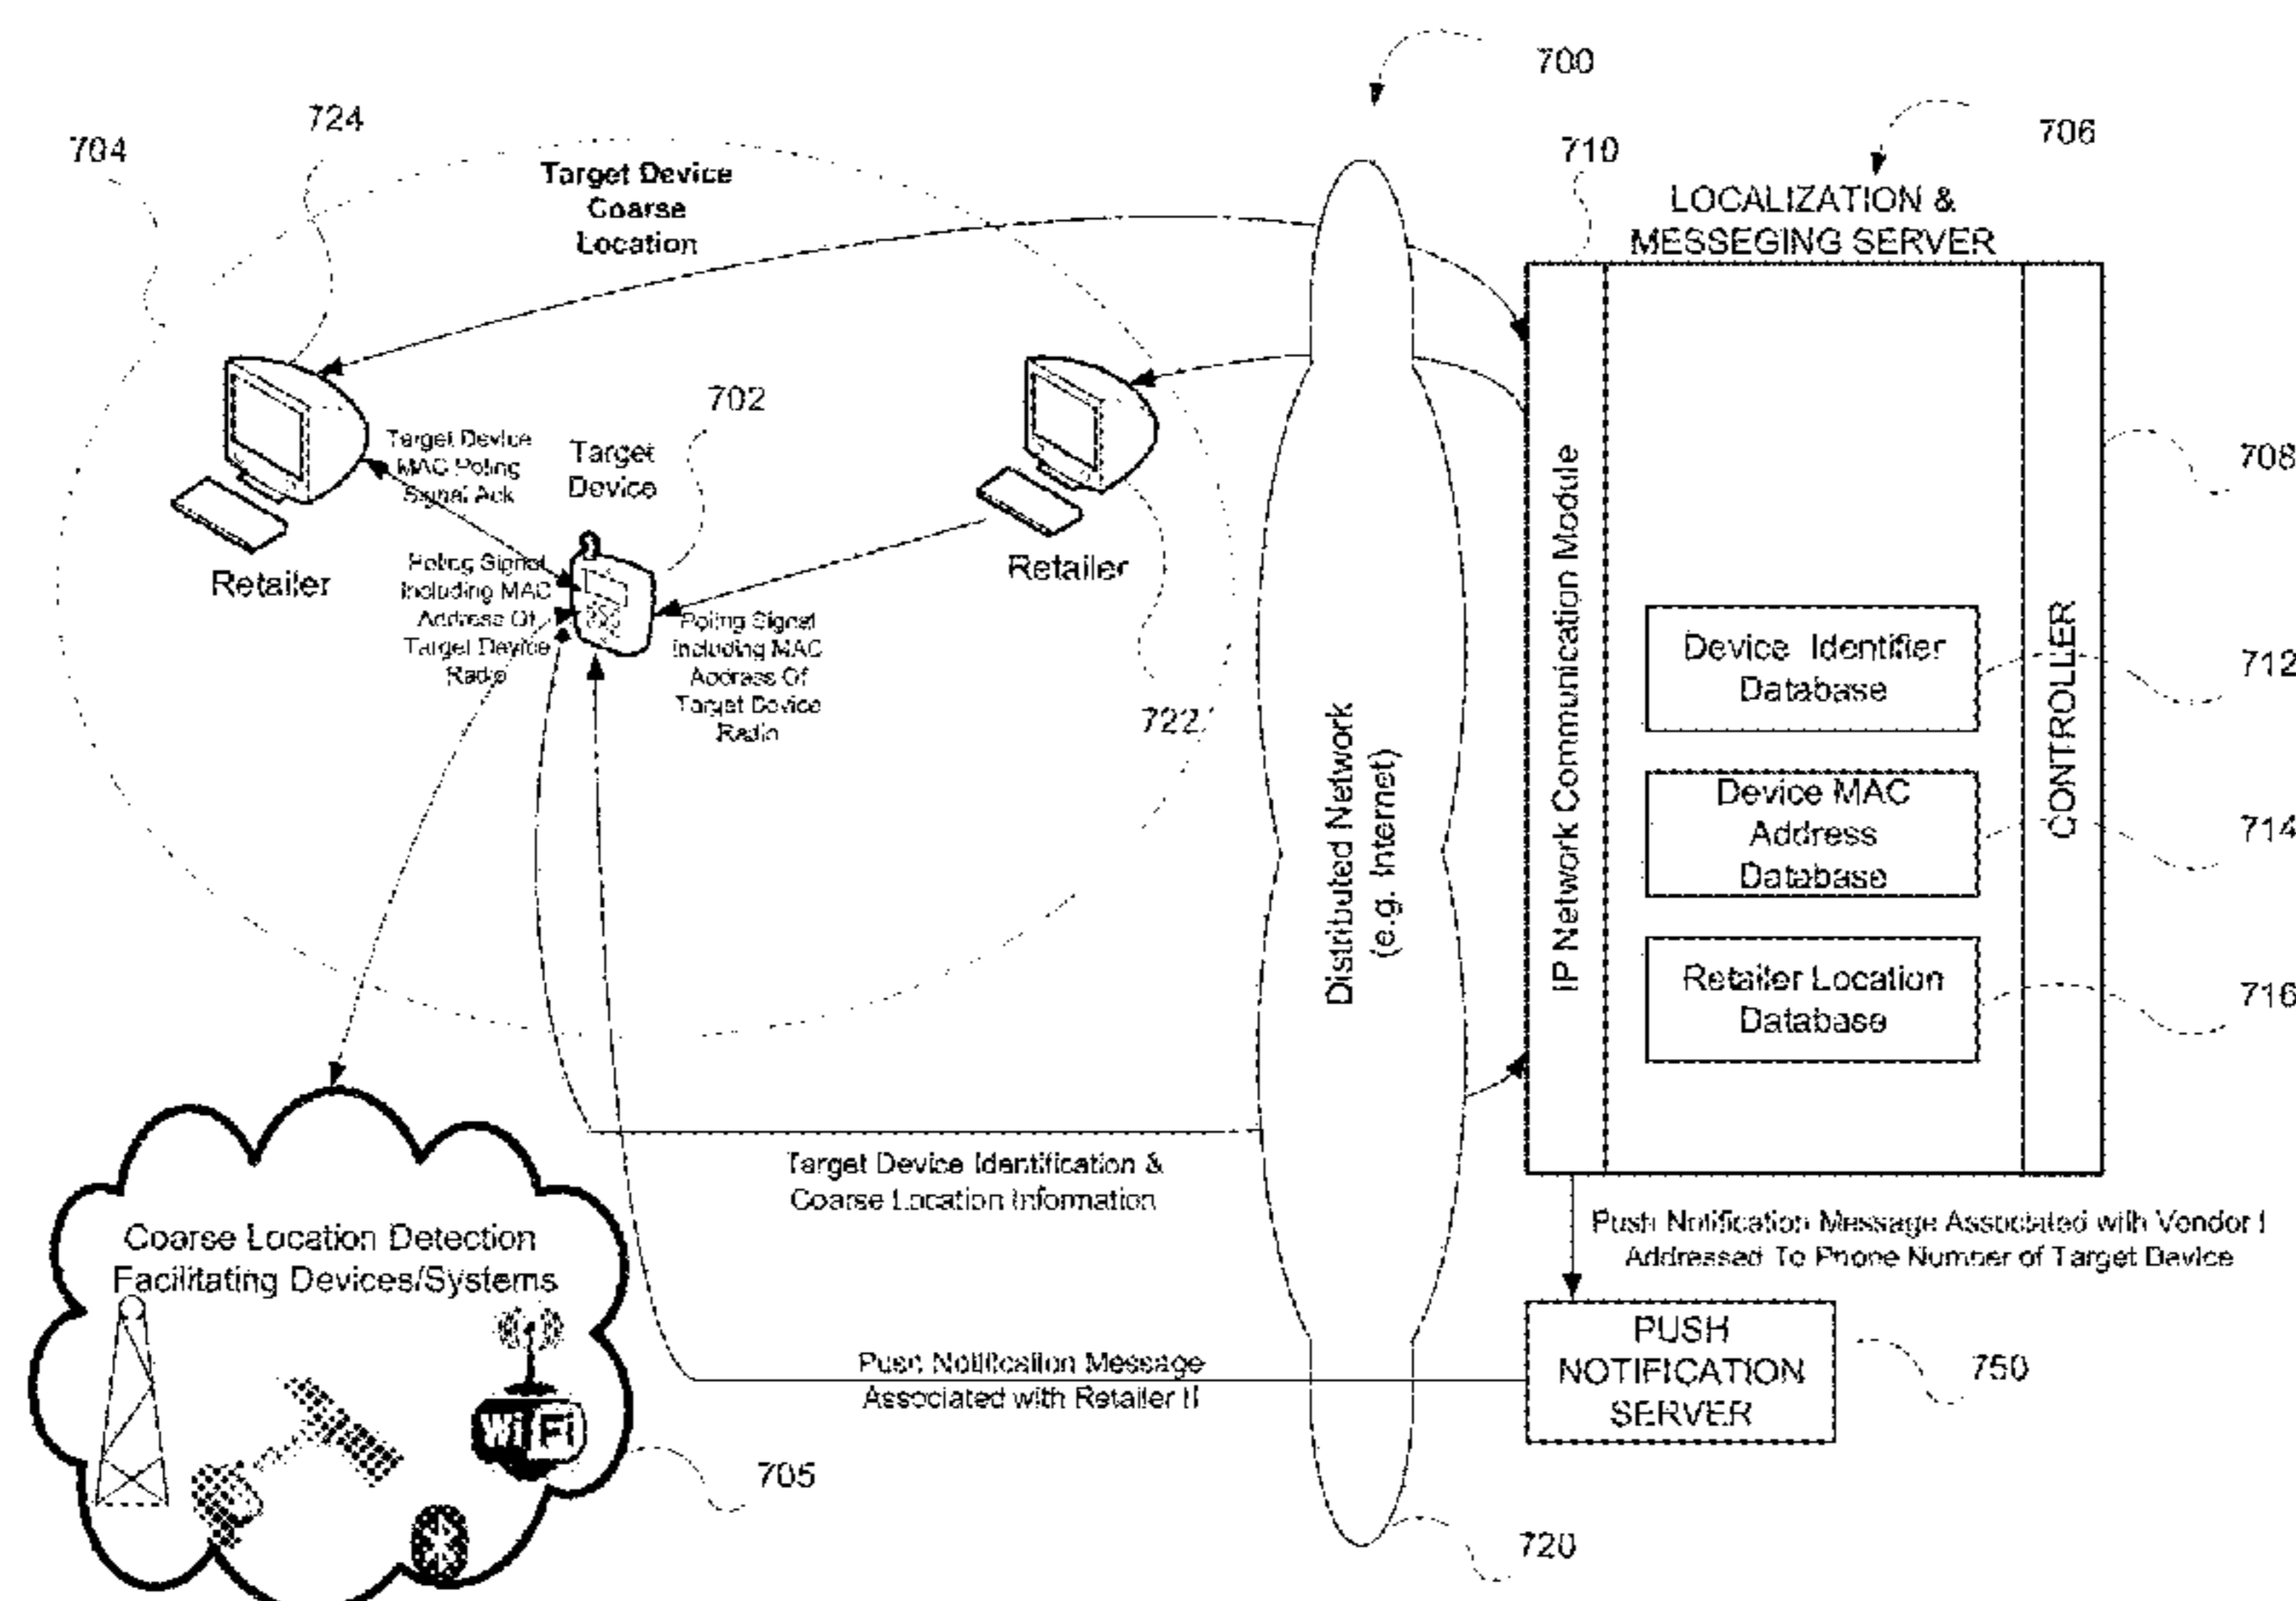 700
706
724
704
710
Target Device
Coarse
Location
LOCALIZATION &
MESSEGING SERVER
702
Target Device
MAC Poling
Signal Ack
Target
Device
708
Retailer
Retailer
Poling Signal
Including MAC
Address Of
Target Device
Radio
Poling Signal
Including MAC
Address Of
Target Device
Radio
722
Distributed Network
(e.g. Internet)
IP Network Communication Module
Device Identifier
Database
712
Device MAC
Address
Database
714
Retailer Location
Database
716
CONTROLLER
Target Device Identification &
Coarse Location Information
Push Notification Message Associated with Vendor I
Addressed To Phone Number of Target Device
Coarse Location Detection
Facilitating Devices/Systems
Wi Fi
705
Push Notification Message
Associated with Retailer II
PUSH
NOTIFICATION
SERVER
750
720